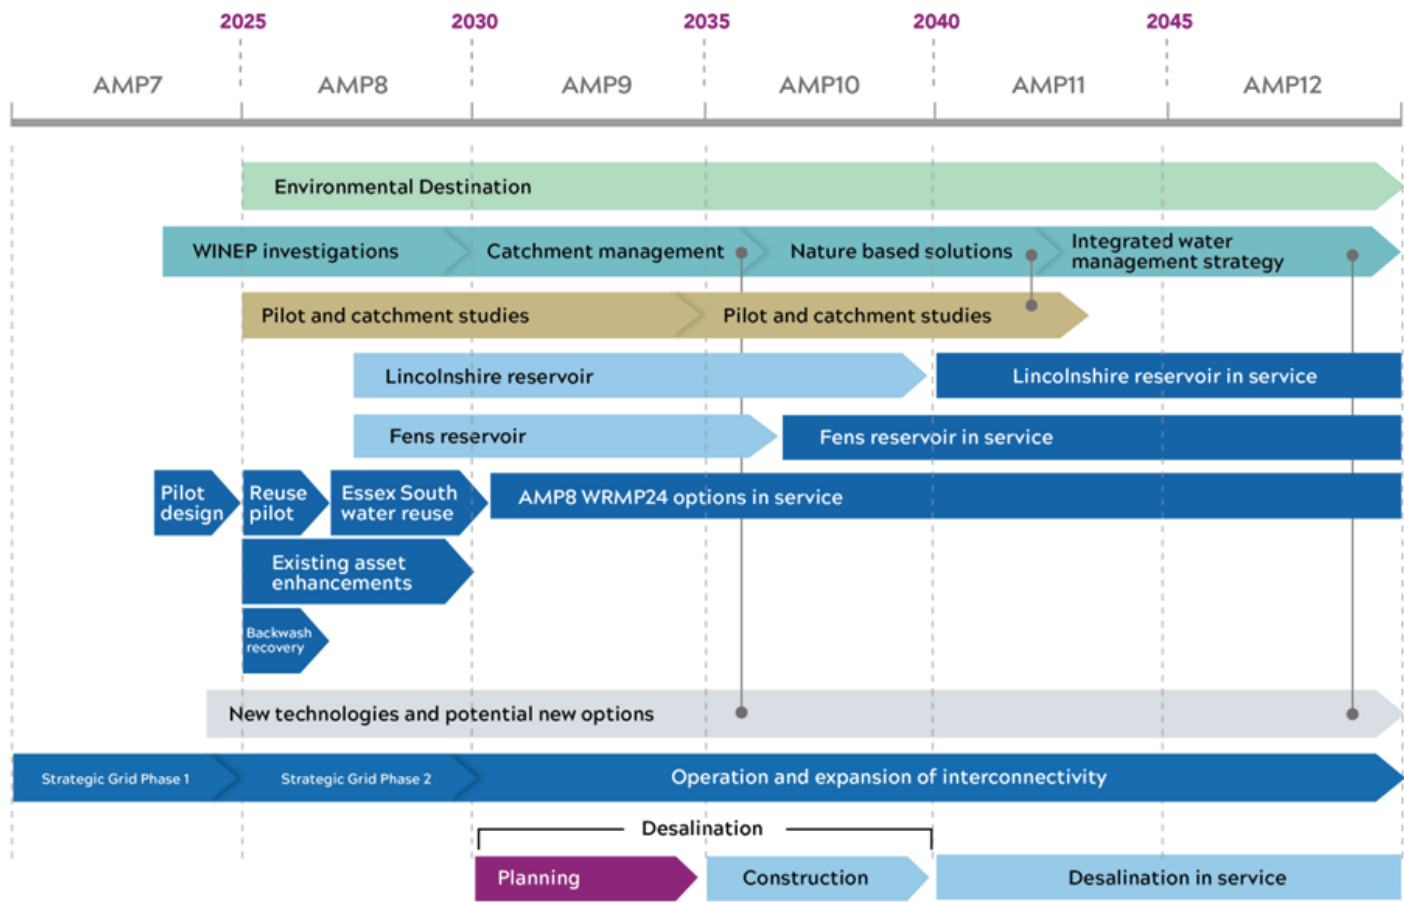 2025 2030 2035 2040 2045
AMP7 AMP8 AMP9 AMP10 AMP11 AMP12
Environmental Destination
WINEP investigations
Catchment management
Nature based solutions
Integrated water
management strategy
Pilot and catchment studies
Pilot and catchment studies
Lincolnshire reservoir
Lincolnshire reservoir in service
Fens reservoir
Fens reservoir in service
Pilot
design
Reuse
pilot
Essex South
water reuse
AMP8 WRMP24 options in service
Existing asset
enhancements
Backwash
recovery
New technologies and potential new options
Strategic Grid Phase 1
Strategic Grid Phase 2
Operation and expansion of interconnectivity
Desalination
Planning
Construction
Desalination in service